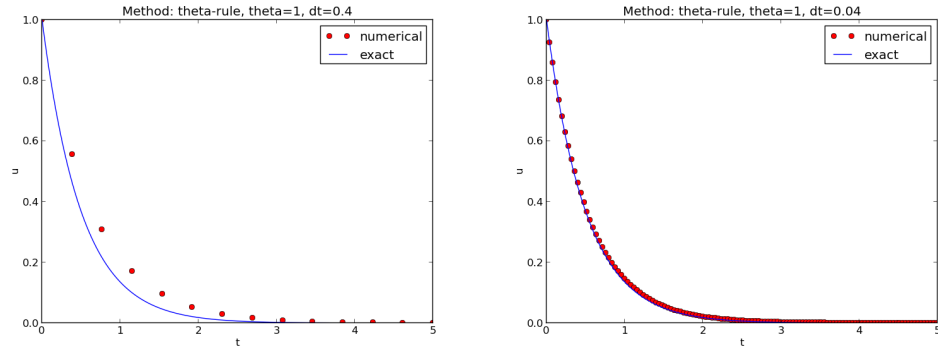 Method: theta-rule, theta=1, dt=0.4
1.0
0.8
0.6
0.4
0.2
0.0
0
1
2
3
4
5
u
t
numerical
exact
Method: theta-rule, theta=1, dt=0.04
1.0
0.8
0.6
0.4
0.2
0.0
0
1
2
3
4
5
u
t
numerical
exact